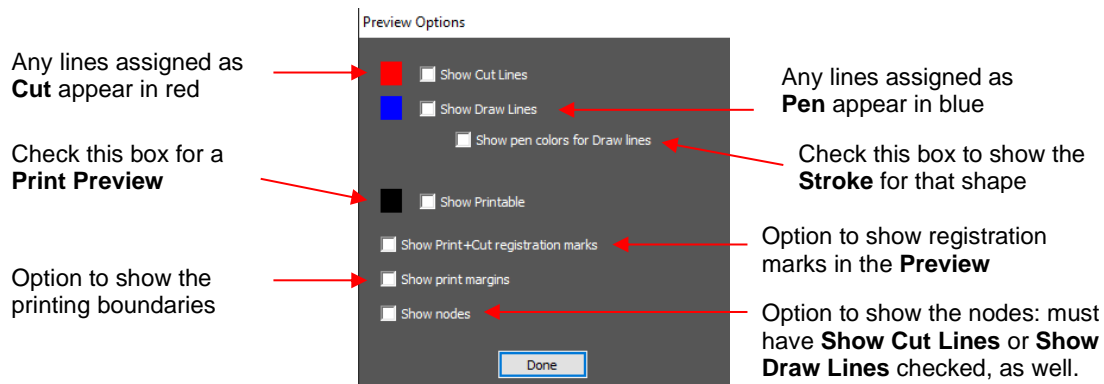 Preview Options
Any lines assigned as
Cut appear in red
Show Cut Lines
Any lines assigned as
Pen appear in blue
Show Draw Lines
Check this box for a
Print Preview
Show pen colors for Draw lines
Check this box to show the
Stroke for that shape
Show Printable
Show Print+Cut registration marks
Option to show registration
marks in the Preview
Option to show the
printing boundaries
Show print margins
Show nodes
Option to show the nodes: must
have Show Cut Lines or Show
Draw Lines checked, as well.
Done